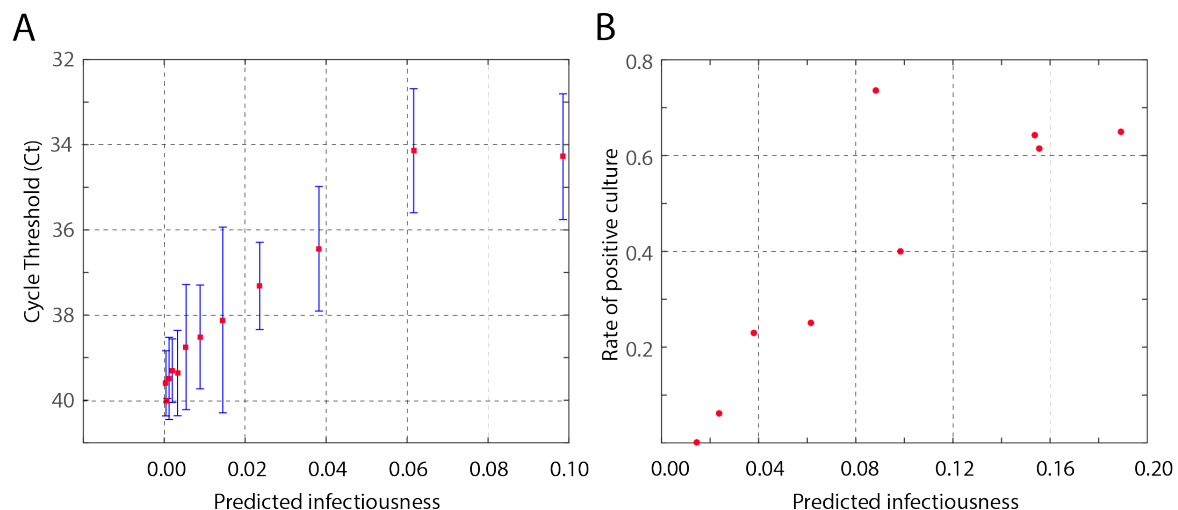 A
B
32
34
36
38
40
Cycle Threshold (Ct)
0.00 0.02 0.04 0.06 0.08 0.10
Predicted infectiousness
0.8
0.6
0.4
0.2
Rate of positive culture
0.00 0.04 0.08 0.12 0.16 0.20
Predicted infectiousness